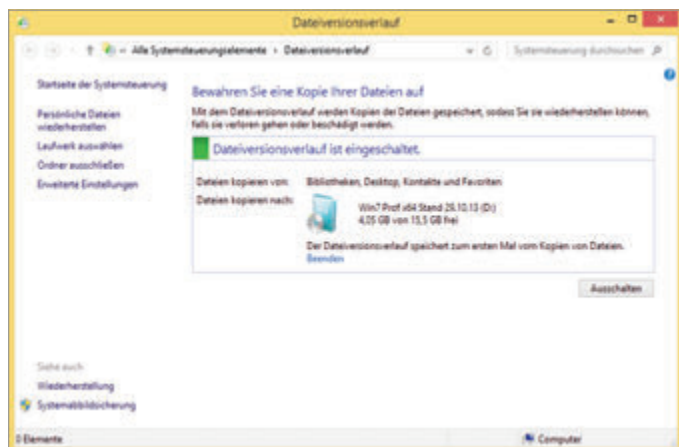 Dateiversionsverlauf
Alle Systemsteuerungselemente
Dateiversionsverlauf
Systemsteuerung durchsuchen
Startseite der Systemsteuerung
Persönliche Dateien
wiederherstellen
Laufwerk auswählen
Ordner ausschließen
Erweiterte Einstellungen
Bewahren Sie eine Kopie Ihrer Dateien auf
Mit dem Dateiversionsverlauf werden Kopien der Dateien gespeichert, sodass Sie sie wiederherstellen können,
falls sie verloren gehen oder beschädigt werden.
Dateiversionsverlauf ist eingeschaltet.
Dateien kopieren von: Bibliotheken, Desktop, Kontakte und Favoriten
Dateien kopieren nach: Win7 Prof x64 Stand 29.10.13 (D:)
4,05 GB von 15,5 GB frei
Der Dateiversionsverlauf speichert zum ersten Mal vom Kopien von Dateien.
Beenden
Ausschalten
Siehe auch
Wiederherstellung
Systemabbildsicherung
0 Elemente
Computer